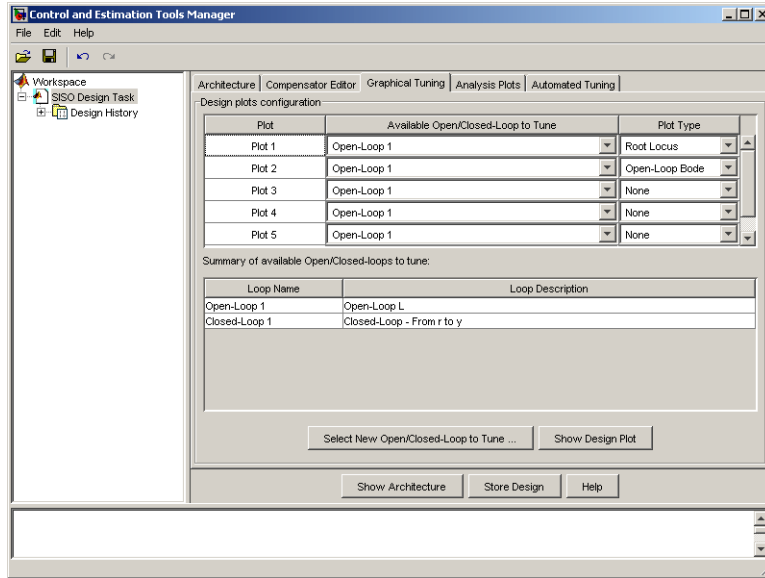 Control and Estimation Tools Manager
File Edit Help
Workspace
SISO Design Task
Design History
Architecture Compensator Editor Graphical Tuning Analysis Plots Automated Tuning
Design plots configuration
Plot Available Open/Closed-Loop to Tune Plot Type
Plot 1 Open-Loop 1 Root Locus
Plot 2 Open-Loop 1 Open-Loop Bode
Plot 3 Open-Loop 1 None
Plot 4 Open-Loop 1 None
Plot 5 Open-Loop 1 None
Summary of available Open/Closed-loops to tune:
Loop Name Loop Description
Open-Loop 1 Open-Loop L
Closed-Loop 1 Closed-Loop - From r to y
Select New Open/Closed-Loop to Tune ... Show Design Plot
Show Architecture Store Design Help